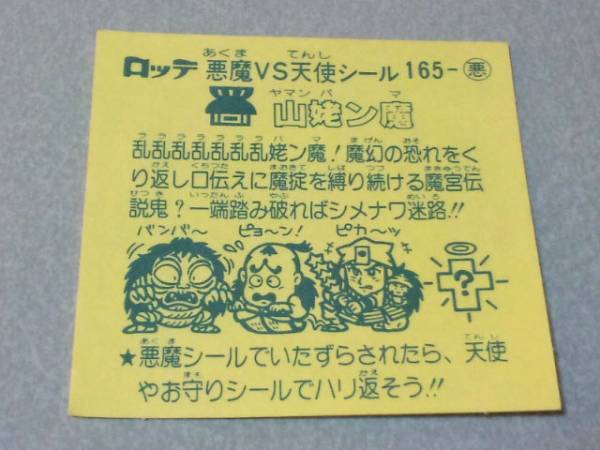 ロッテ 悪魔VS天使シール 165-悪
山姥ン魔
乱乱乱乱乱乱乱姥ン魔!魔幻の恐れをく
り返し口伝えに魔掟を縛り続ける魔宮伝
説鬼?一端踏み破ればシメナワ迷路!!
バンバ〜 ピョ〜ン! ピカ〜ッ
?
★悪魔シールでいたずらされたら、天使
やお守りシールでハリ返そう!!